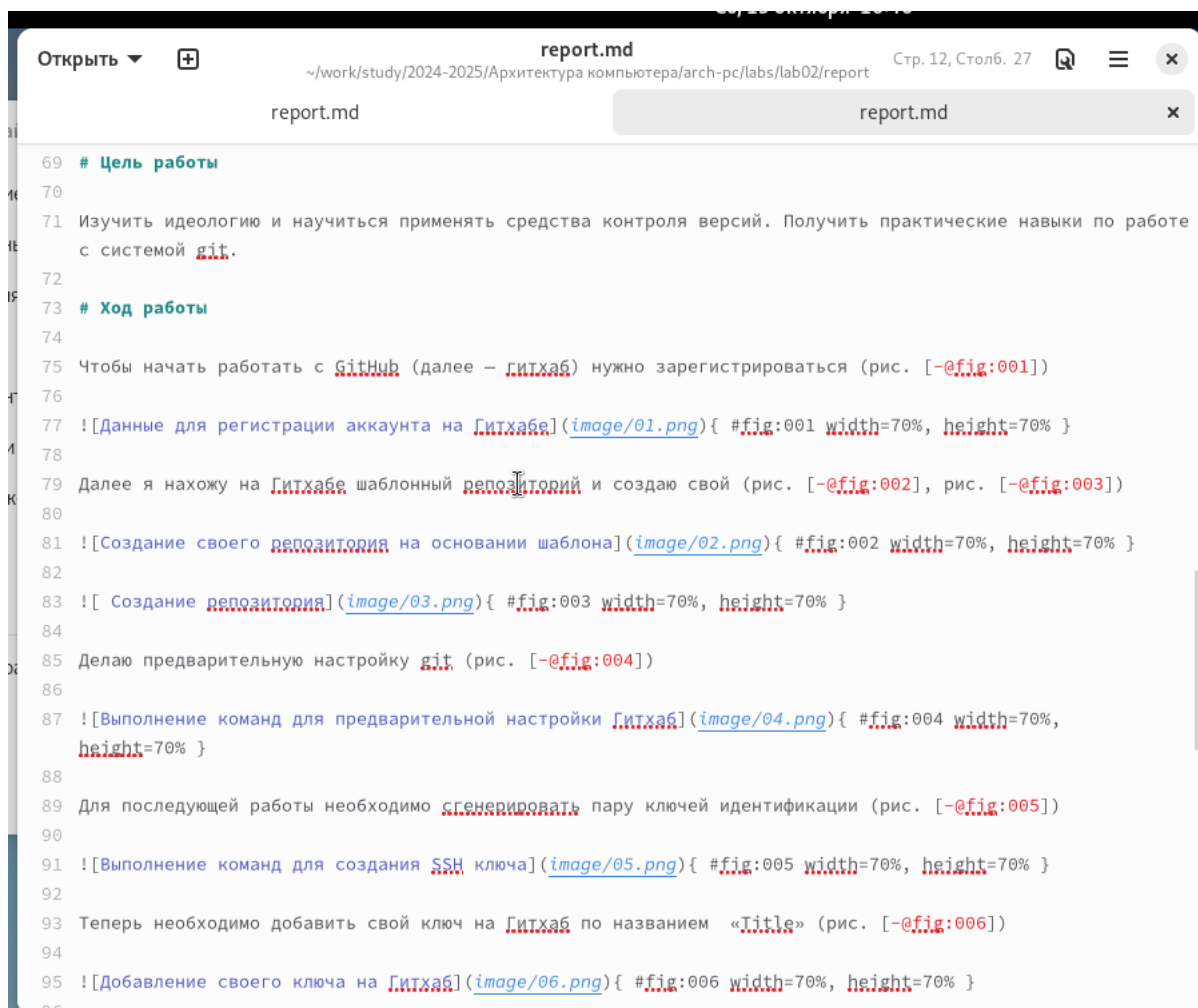 Открыть
report.md
~/work/study/2024-2025/Архитектура компьютера/arch-pc/labs/lab02/report
Стр. 12, Столб. 27
report.md
report.md
69 # Цель работы
70
71 Изучить идеологию и научиться применять средства контроля версий. Получить практические навыки по работе
с системой git.
72
73 # Ход работы
74
75 Чтобы начать работать с GitHub (далее — гитхаб) нужно зарегистрироваться (рис. [-@fig:001])
76
77 ![Данные для регистрации аккаунта на Гитхабе](image/01.png){ #fig:001 width=70%, height=70% }
78
79 Далее я нахожу на Гитхабе шаблонный репозиторий и создаю свой (рис. [-@fig:002], рис. [-@fig:003])
80
81 ![Создание своего репозитория на основании шаблона](image/02.png){ #fig:002 width=70%, height=70% }
82
83 ![ Создание репозитория](image/03.png){ #fig:003 width=70%, height=70% }
84
85 Делаю предварительную настройку git (рис. [-@fig:004])
86
87 ![Выполнение команд для предварительной настройки Гитхаб](image/04.png){ #fig:004 width=70%,
height=70% }
88
89 Для последующей работы необходимо сгенерировать пару ключей идентификации (рис. [-@fig:005])
90
91 ![Выполнение команд для создания SSH ключа](image/05.png){ #fig:005 width=70%, height=70% }
92
93 Теперь необходимо добавить свой ключ на Гитхаб по названием  «Title» (рис. [-@fig:006])
94
95 ![Добавление своего ключа на Гитхаб](image/06.png){ #fig:006 width=70%, height=70% }